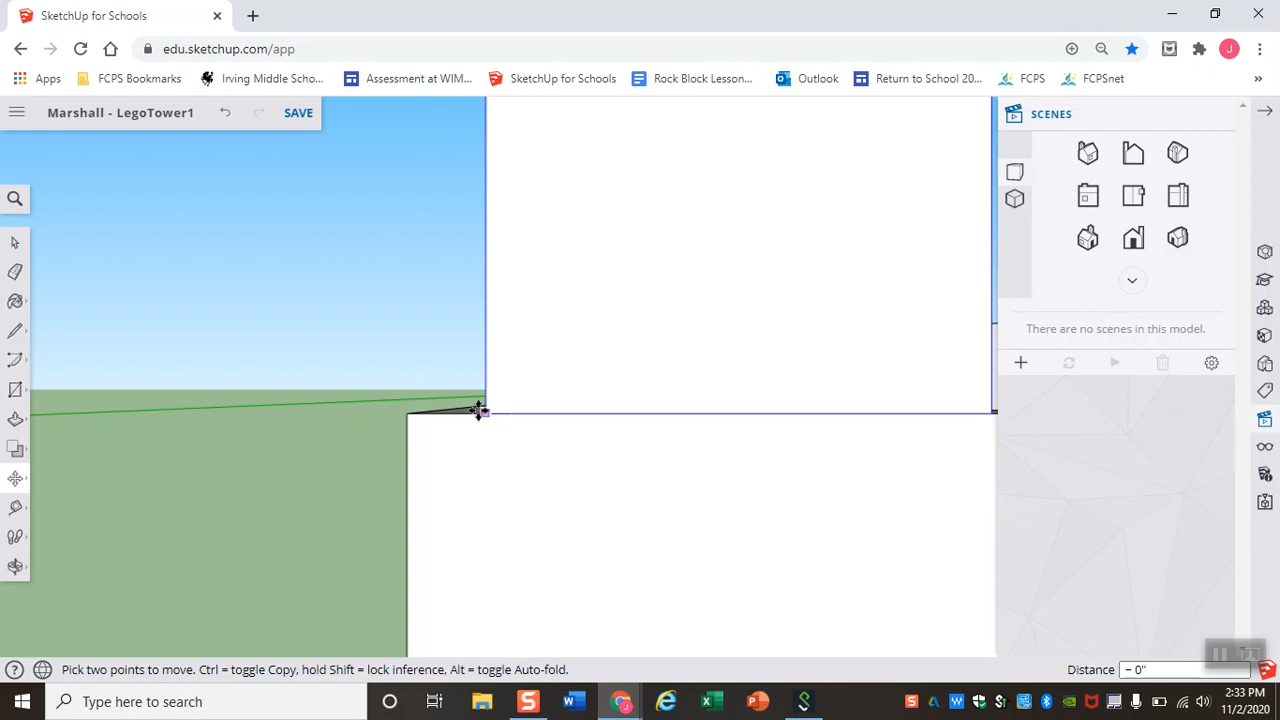 SketchUp for Schools
edu.sketchup.com/app
J
Apps FCPS Bookmarks Irving Middle Scho... Assessment at WIM... SketchUp for Schools Rock Block Lesson... Outlook Return to School 20... FCPS FCPSnet »
Marshall - LegoTower1 SAVE
SCENES
There are no scenes in this model.
Pick two points to move. Ctrl = toggle Copy, hold Shift = lock inference, Alt = toggle Auto-fold.
Distance ~ 0"
Type here to search
2:33 PM
11/2/2020